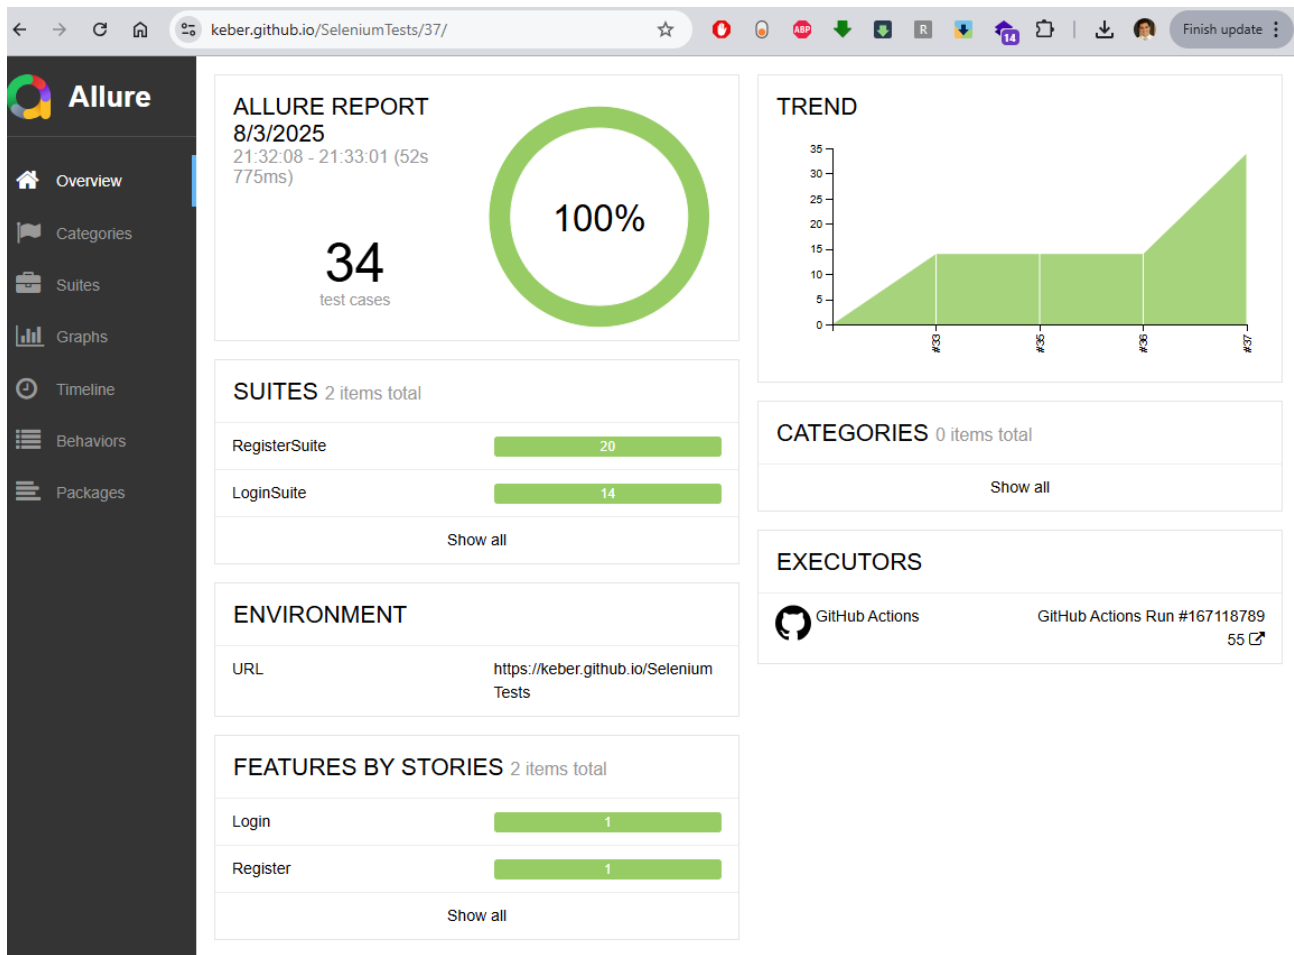 keber.github.io/SeleniumTests/37/
ABP
R
14
Finish update
Allure
Overview
Categories
Suites
Graphs
Timeline
Behaviors
Packages
ALLURE REPORT
8/3/2025
21:32:08 - 21:33:01 (52s
775ms)
34
test cases
100%
SUITES 2 items total
RegisterSuite 20
LoginSuite 14
Show all
ENVIRONMENT
URL https://keber.github.io/Selenium
Tests
FEATURES BY STORIES 2 items total
Login 1
Register 1
Show all
TREND
35
30
25
20
15
10
5
0
#33 #35 #36 #37
CATEGORIES 0 items total
Show all
EXECUTORS
GitHub Actions GitHub Actions Run #167118789
55